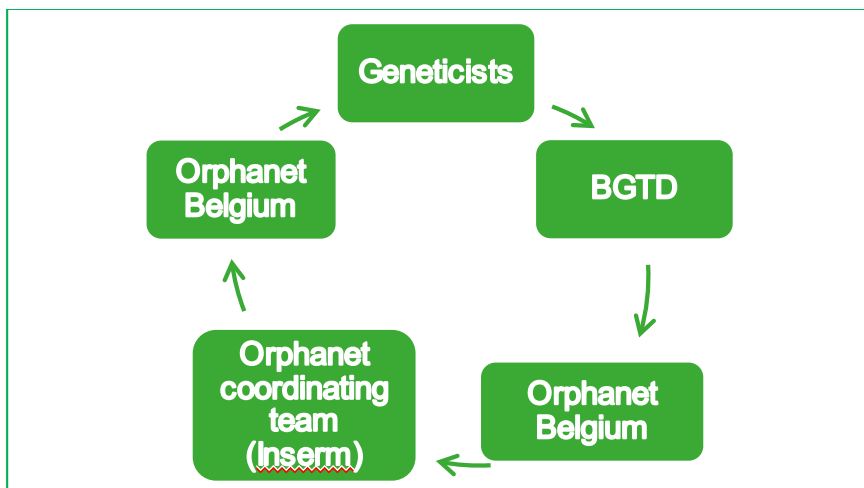 Geneticists
BGTD
Orphanet
Belgium
Orphanet
coordinating
team
(Inserm)
Orphanet
Belgium